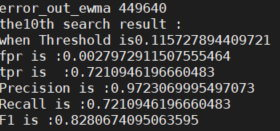 error_out_ewma 449640
the10th search result :
when Threshold is0.115727894409721
fpr is :0.0027972911507555464
tpr is :0.7210946196660483
Precision is :0.9723069995497073
Recall is :0.7210946196660483
F1 is :0.8280674095063595